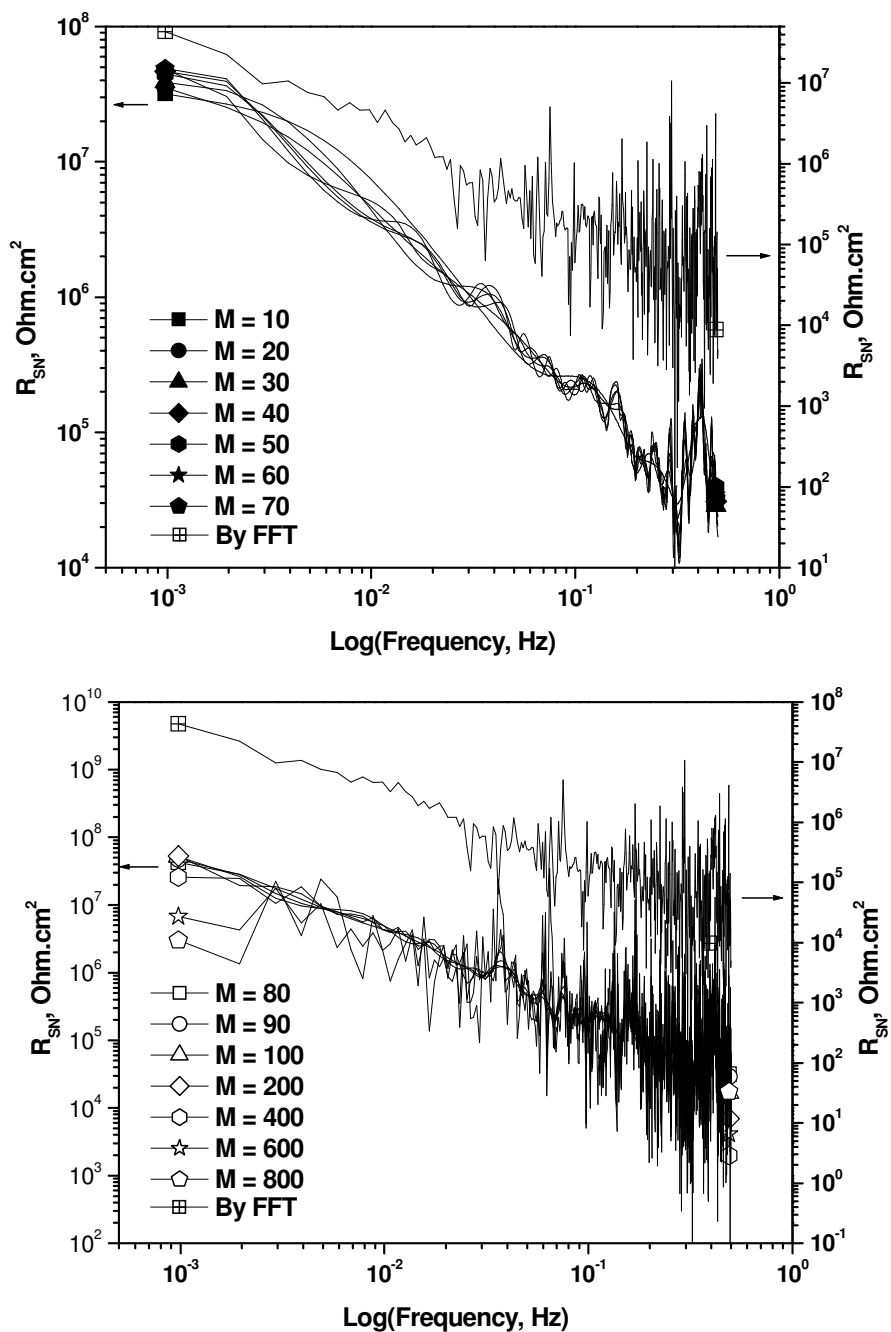 10^8
10^7
10^6
10^5
10^4
R_SN, Ohm.cm^2
M = 10
M = 20
M = 30
M = 40
M = 50
M = 60
M = 70
By FFT
10^7
10^6
10^5
10^4
10^3
10^2
10^1
R_SN, Ohm.cm^2
10^-3
10^-2
10^-1
10^0
Log(Frequency, Hz)
10^10
10^9
10^8
10^7
10^6
10^5
10^4
10^3
10^2
R_SN, Ohm.cm^2
M = 80
M = 90
M = 100
M = 200
M = 400
M = 600
M = 800
By FFT
10^8
10^7
10^6
10^5
10^4
10^3
10^2
10^1
10^0
10^-1
R_SN, Ohm.cm^2
10^-3
10^-2
10^-1
10^0
Log(Frequency, Hz)